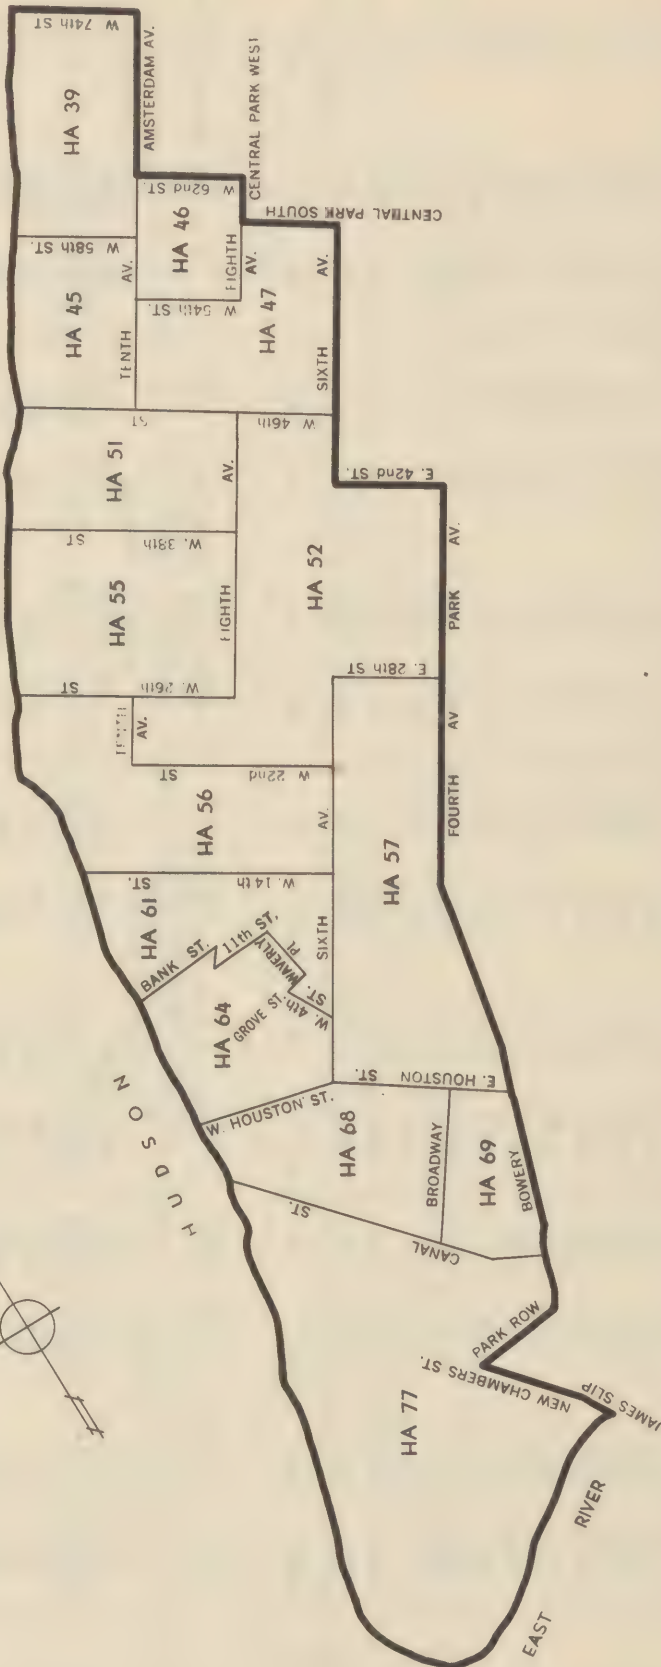 W 74th ST
HA 39
AMSTERDAM AV.
CENTRAL PARK WEST
W 62nd ST.
CENTRAL PARK SOUTH
W 58th ST.
HA 46
HA 45
TENTH AV.
EIGHTH AV.
W 54th ST.
HA 47
SIXTH AV.
W 46th ST
E. 42nd ST.
HA 51
EIGHTH AV.
W. 38th ST
HA 55
HA 52
PARK AV.
E. 28th ST
W. 26th ST
AV.
W 22nd ST
HA 56
SIXTH AV.
FOURTH AV
HA 57
W. 14th ST.
HA 61
BANK ST.
11th ST.
WAVERLY PL
W. 4th. ST.
GROVE ST.
HA 64
HUDSON
W. HOUSTON ST.
E. HOUSTON ST.
HA 68
BROADWAY
HA 69
BOWERY
CANAL ST.
PARK ROW
NEW CHAMBERS ST.
JAMES SLIP
HA 77
EAST RIVER